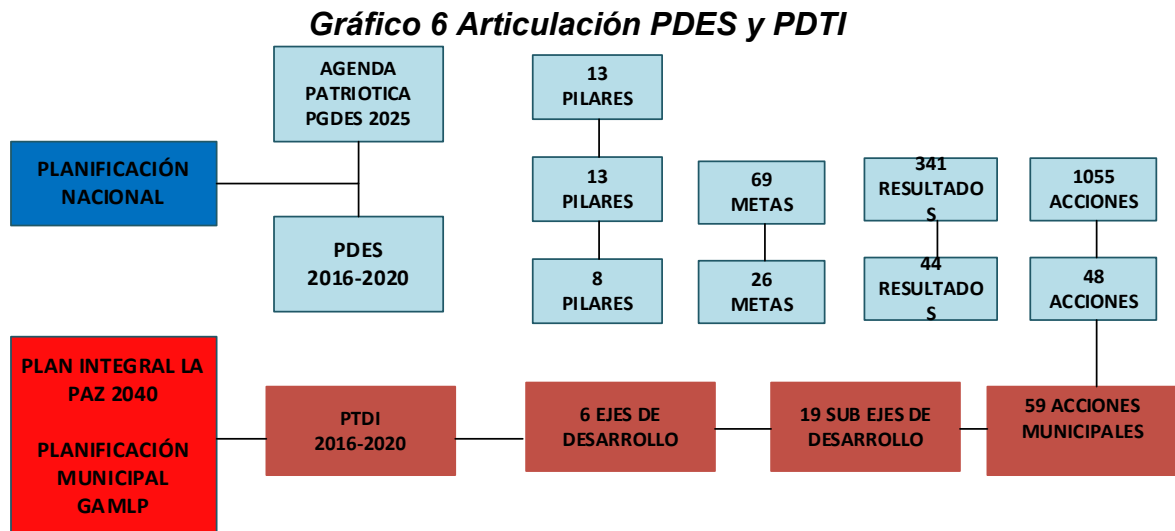 Gráfico 6 Articulación PDES y PDTI
AGENDA
PATRIOTICA
PGDES 2025
13
PILARES
PLANIFICACIÓN
NACIONAL
13
PILARES
69
METAS
341
RESULTADO
S
1055
ACCIONES
PDES
2016-2020
8
PILARES
26
METAS
44
RESULTADO
S
48
ACCIONES
PLAN INTEGRAL LA
PAZ 2040
PLANIFICACIÓN
MUNICIPAL
GAMLP
PTDI
2016-2020
6 EJES DE
DESARROLLO
19 SUB EJES DE
DESARROLLO
59 ACCIONES
MUNICIPALES